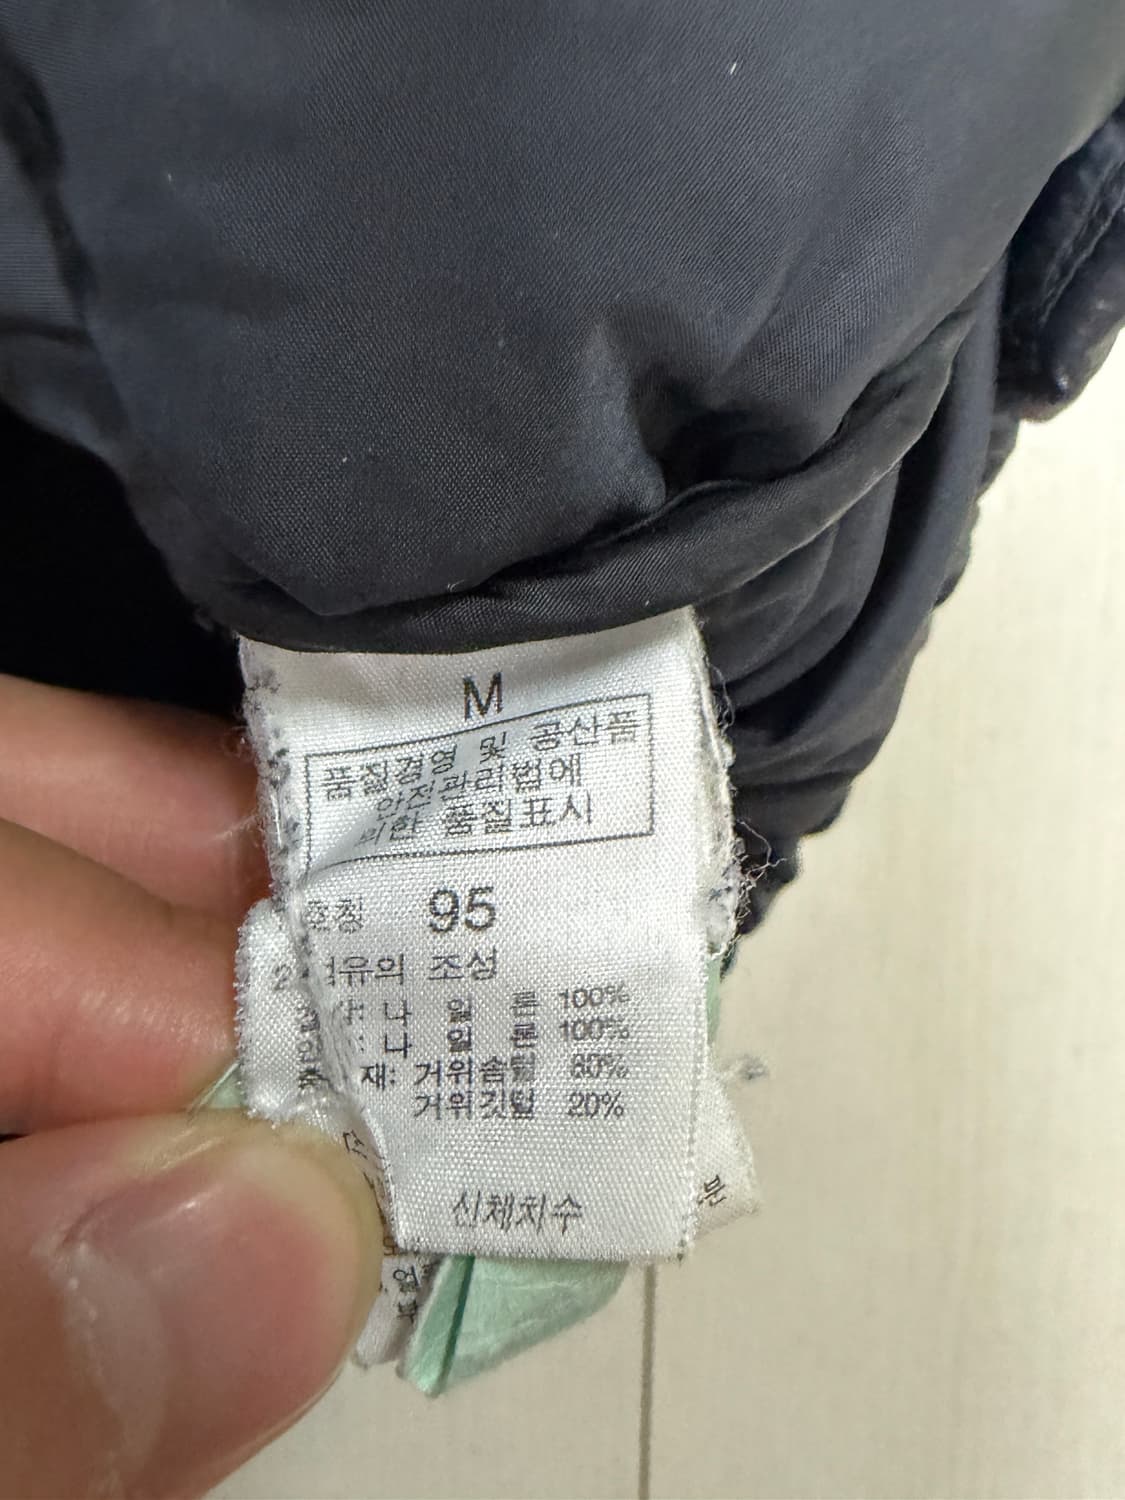 M
품질경영 및 공산품
안전관리법에
의한 품질표시
호칭 95
섬유의 조성
나 일 론 100%
나 일 론 100%
재: 거위솜털 80%
거위깃털 20%
신체치수